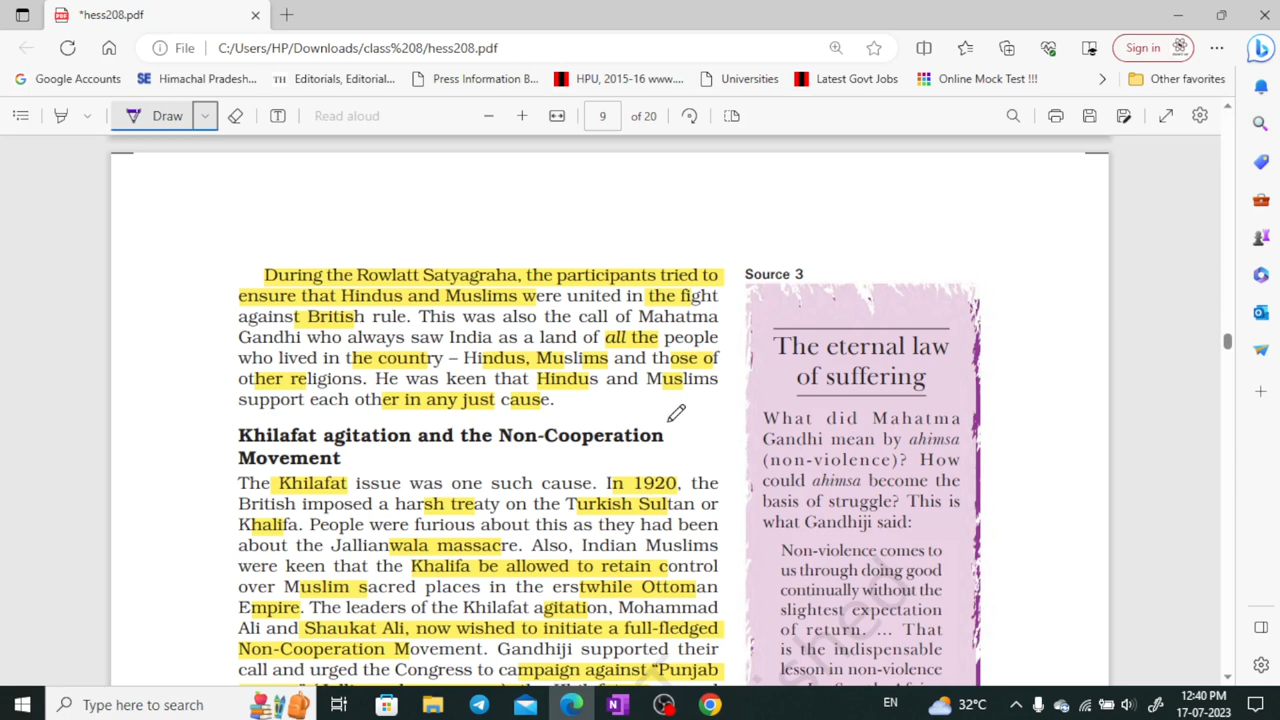 *hess208.pdf
File C:/Users/HP/Downloads/class%208/hess208.pdf
Sign in
Google Accounts SE Himachal Pradesh... TH Editorials, Editorial... Press Information B... HPU, 2015-16 www.... Universities Latest Govt Jobs Online Mock Test !!! Other favorites
Draw Read aloud 9 of 20
During the Rowlatt Satyagraha, the participants tried to
ensure that Hindus and Muslims were united in the fight
against British rule. This was also the call of Mahatma
Gandhi who always saw India as a land of all the people
who lived in the country – Hindus, Muslims and those of
other religions. He was keen that Hindus and Muslims
support each other in any just cause.
Khilafat agitation and the Non-Cooperation
Movement
The Khilafat issue was one such cause. In 1920, the
British imposed a harsh treaty on the Turkish Sultan or
Khalifa. People were furious about this as they had been
about the Jallianwala massacre. Also, Indian Muslims
were keen that the Khalifa be allowed to retain control
over Muslim sacred places in the erstwhile Ottoman
Empire. The leaders of the Khilafat agitation, Mohammad
Ali and Shaukat Ali, now wished to initiate a full-fledged
Non-Cooperation Movement. Gandhiji supported their
call and urged the Congress to campaign against “Punjab
Source 3
The eternal law
of suffering
What did Mahatma
Gandhi mean by ahimsa
(non-violence)? How
could ahimsa become the
basis of struggle? This is
what Gandhiji said:
Non-violence comes to
us through doing good
continually without the
slightest expectation
of return. ... That
is the indispensable
lesson in non-violence
Type here to search
32°C
EN
12:40 PM
17-07-2023